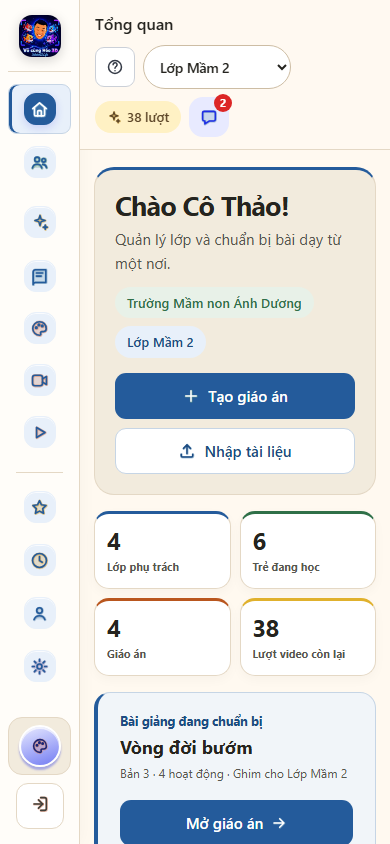 Tổng quan
Lớp Mầm 2
38 lượt
2
Chào Cô Thảo!
Quản lý lớp và chuẩn bị bài dạy từ
một nơi.
Trường Mầm non Ánh Dương
Lớp Mầm 2
Tạo giáo án
Nhập tài liệu
4
Lớp phụ trách
6
Trẻ đang học
4
Giáo án
38
Lượt video còn lại
Bài giảng đang chuẩn bị
Vòng đời bướm
Bản 3 · 4 hoạt động · Ghim cho Lớp Mầm 2
Mở giáo án →